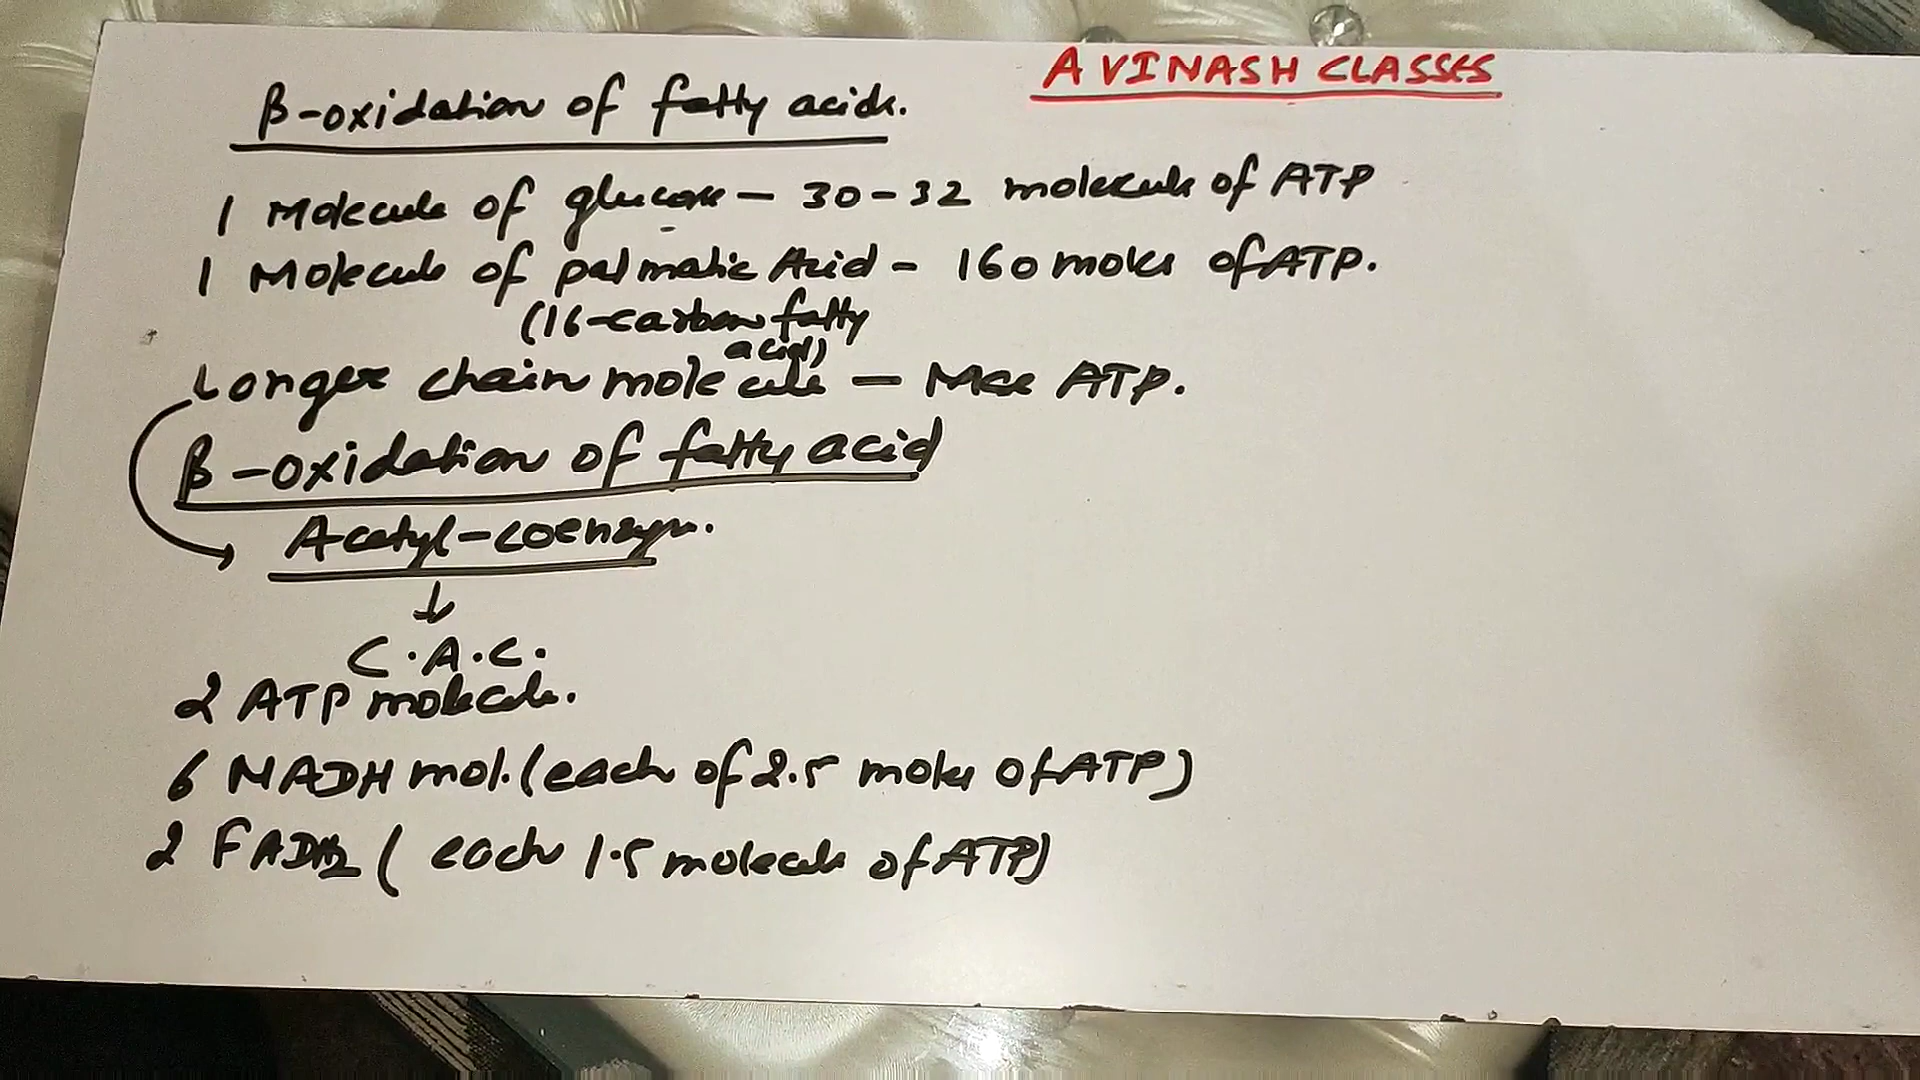 AVINASH CLASSES
β-oxidation of fatty acids.
1 Molecule of glucose - 30-32 molecule of ATP
1 Molecule of palmatic Acid - 160 moles of ATP.
(16-carbon fatty
acid)
Longer chain molecule - More ATP.
β-oxidation of fatty acid
Acetyl-coenzym.
↓
C.A.C.
2 ATP molecule.
6 NADH mol. (each of 2.5 moles of ATP)
2 FADH2 ( each 1.5 molecule of ATP)